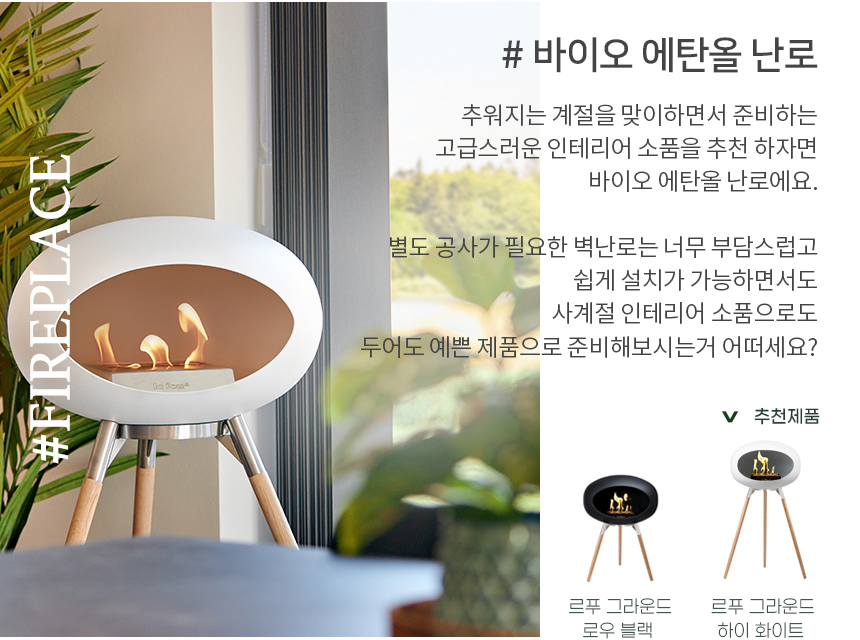 # 바이오 에탄올 난로
추워지는 계절을 맞이하면서 준비하는
고급스러운 인테리어 소품을 추천 하자면
바이오 에탄올 난로에요.
별도 공사가 필요한 벽난로는 너무 부담스럽고
쉽게 설치가 가능하면서도
사계절 인테리어 소품으로도
두어도 예쁜 제품으로 준비해보시는거 어떠세요?
#FIREPLACE
le feu
추천제품
르푸 그라운드
로우 블랙
르푸 그라운드
하이 화이트